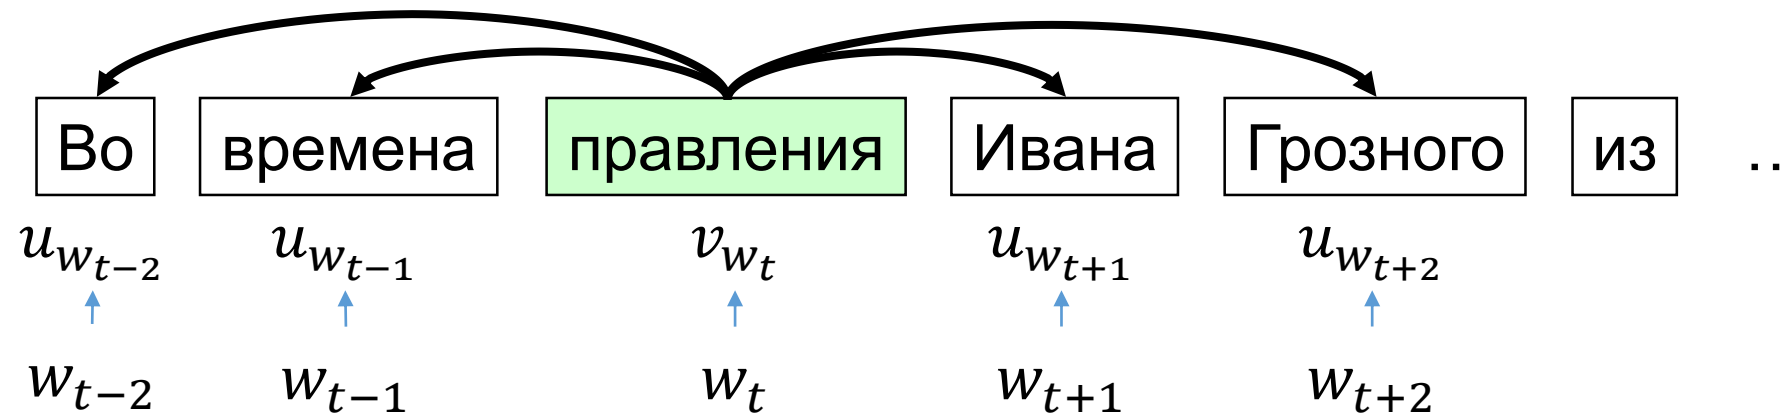 Во времена правления Ивана Грозного из ..
u_{w_{t-2}} u_{w_{t-1}} v_{w_t} u_{w_{t+1}} u_{w_{t+2}}
w_{t-2} w_{t-1} w_t w_{t+1} w_{t+2}